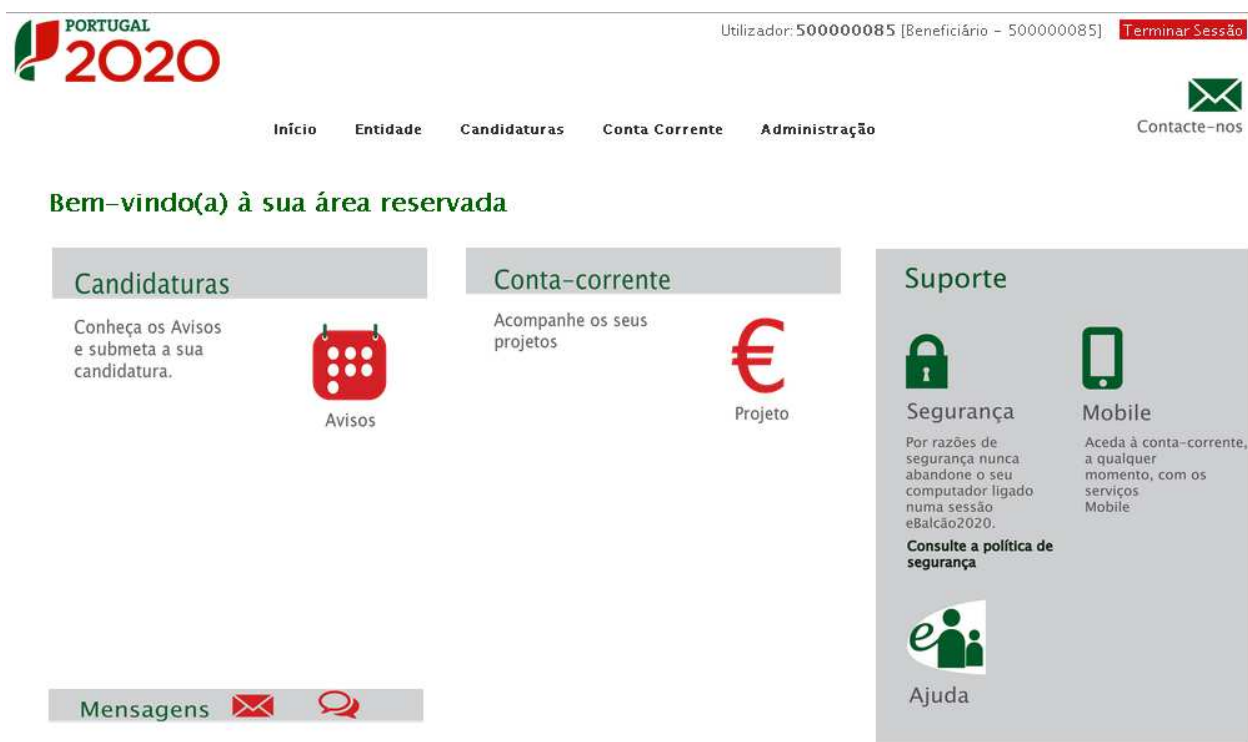 PORTUGAL
2020
Utilizador: 500000085 [Beneficiário - 500000085] Terminar Sessão
Contacte-nos
Início Entidade Candidaturas Conta Corrente Administração
Bem-vindo(a) à sua área reservada
Candidaturas
Conheça os Avisos
e submeta a sua
candidatura.
Avisos
Conta-corrente
Acompanhe os seus
projetos
€
Projeto
Suporte
Segurança
Por razões de
segurança nunca
abandone o seu
computador ligado
numa sessão
eBalcão2020.
Consulte a política de
segurança
Mobile
Aceda à conta-corrente,
a qualquer
momento, com os
serviços
Mobile
e
Ajuda
Mensagens